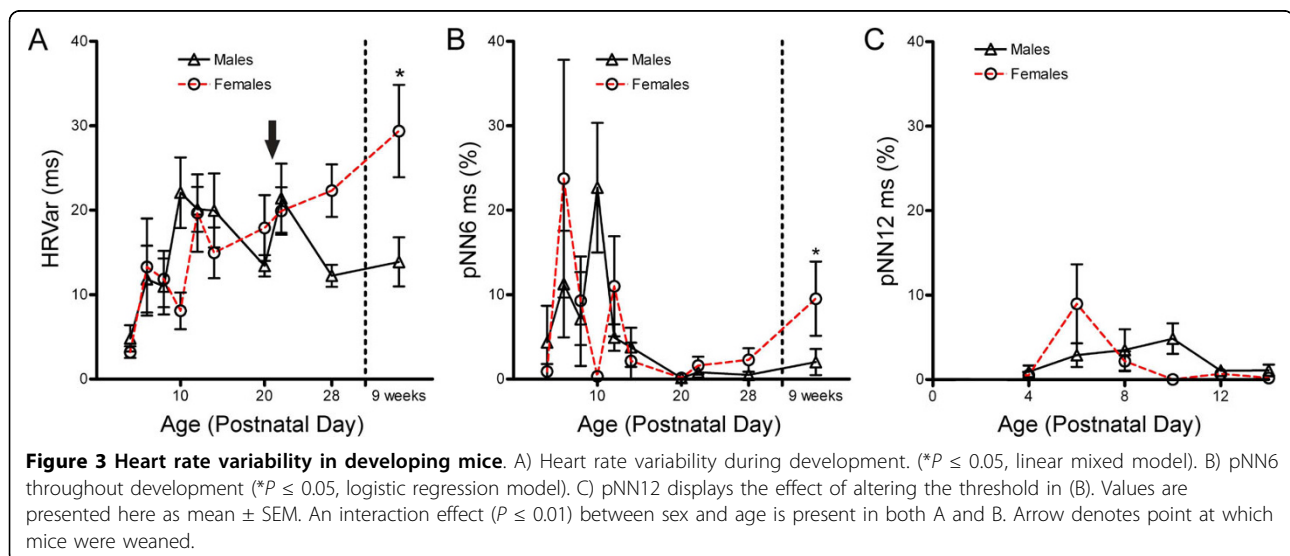 A
B
C
40
30
20
10
0
HRVar (ms)
Males
Females
*
10
20
28
9 weeks
Age (Postnatal Day)
40
30
20
10
0
pNN6 ms (%)
Males
Females
*
10
20
28
9 weeks
Age (Postnatal Day)
40
30
20
10
0
pNN12 ms (%)
Males
Females
0
4
8
12
Age (Postnatal Day)
Figure 3 Heart rate variability in developing mice. A) Heart rate variability during development. (*P ≤ 0.05, linear mixed model). B) pNN6
throughout development (*P ≤ 0.05, logistic regression model). C) pNN12 displays the effect of altering the threshold in (B). Values are
presented here as mean ± SEM. An interaction effect (P ≤ 0.01) between sex and age is present in both A and B. Arrow denotes point at which
mice were weaned.